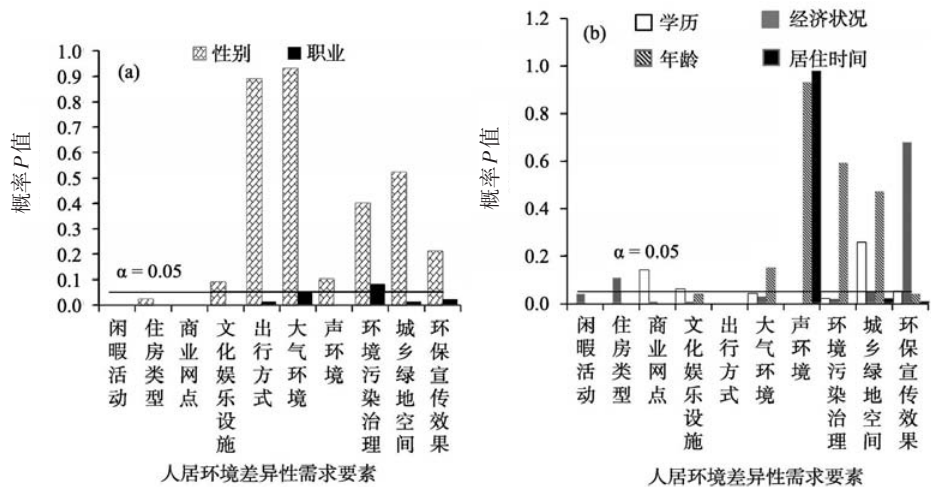 (a)
性别
职业
概率P值
1.0
0.9
0.8
0.7
0.6
0.5
0.4
0.3
0.2
0.1
0.0
α = 0.05
闲暇活动
住房类型
商业网点
文化娱乐设施
出行方式
大气环境
声环境
环境污染治理
城乡绿地空间
环保宣传效果
人居环境差异性需求要素
(b)
学历
经济状况
年龄
居住时间
概率P值
1.2
1.0
0.8
0.6
0.4
0.2
0.0
α = 0.05
闲暇活动
住房类型
商业网点
文化娱乐设施
出行方式
大气环境
声环境
环境污染治理
城乡绿地空间
环保宣传效果
人居环境差异性需求要素